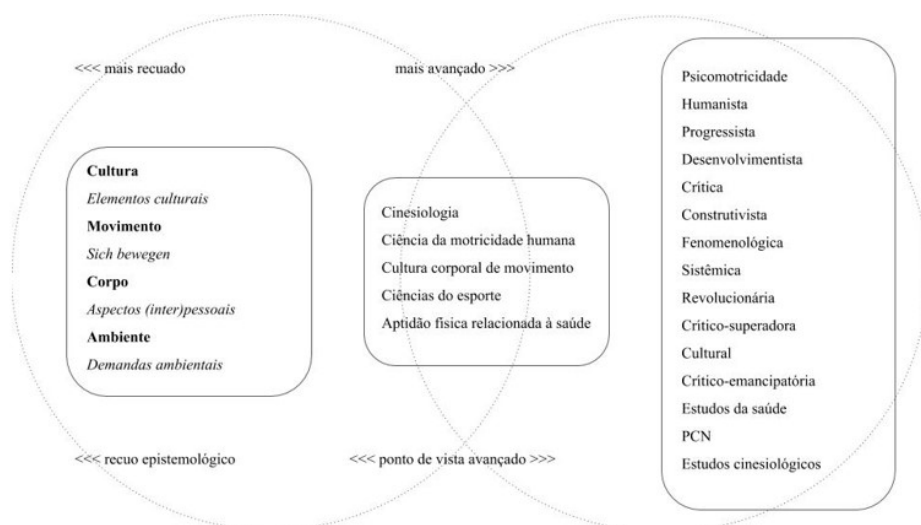 <<< mais recuado
mais avançado >>>
Cultura
Elementos culturais
Movimento
Sich bewegen
Corpo
Aspectos (inter)pessoais
Ambiente
Demandas ambientais
<<< recuo epistemológico
Cinesiologia
Ciência da motricidade humana
Cultura corporal de movimento
Ciências do esporte
Aptidão física relacionada à saúde
<<< ponto de vista avançado >>>
Psicomotricidade
Humanista
Progressista
Desenvolvimentista
Crítica
Construtivista
Fenomenológica
Sistêmica
Revolucionária
Crítico-superadora
Cultural
Crítico-emancipatória
Estudos da saúde
PCN
Estudos cinesiológicos